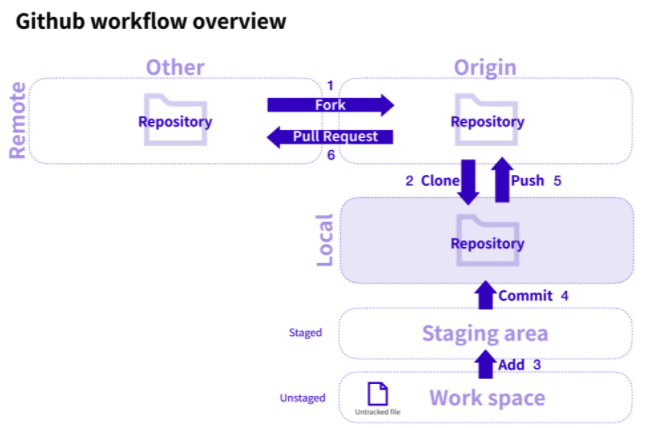 Github workflow overview
Other
Origin
Remote
1
Fork
Repository
Repository
Pull Request
6
2 Clone
Push 5
Local
Repository
Commit 4
Staged
Staging area
Add 3
Unstaged
Work space
Untracked file